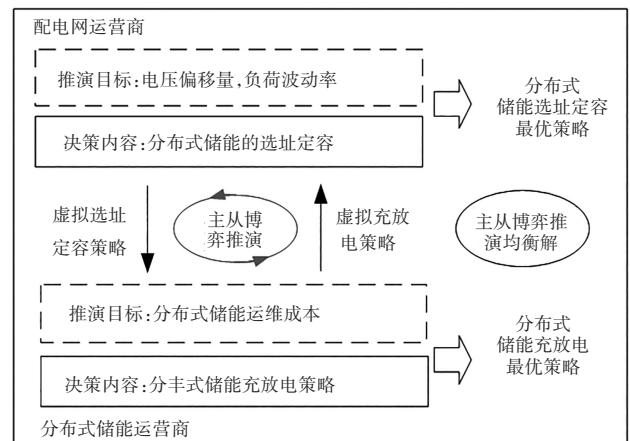 配电网运营商
推演目标:电压偏移量,负荷波动率
决策内容:分布式储能的选址定容
分布式
储能选址定容
最优策略
虚拟选址
定容策略
主从博
弈推演
虚拟充放
电策略
主从博弈推
演均衡解
推演目标:分布式储能运维成本
决策内容:分丰式储能充放电策略
分布式
储能充放电
最优策略
分布式储能运营商